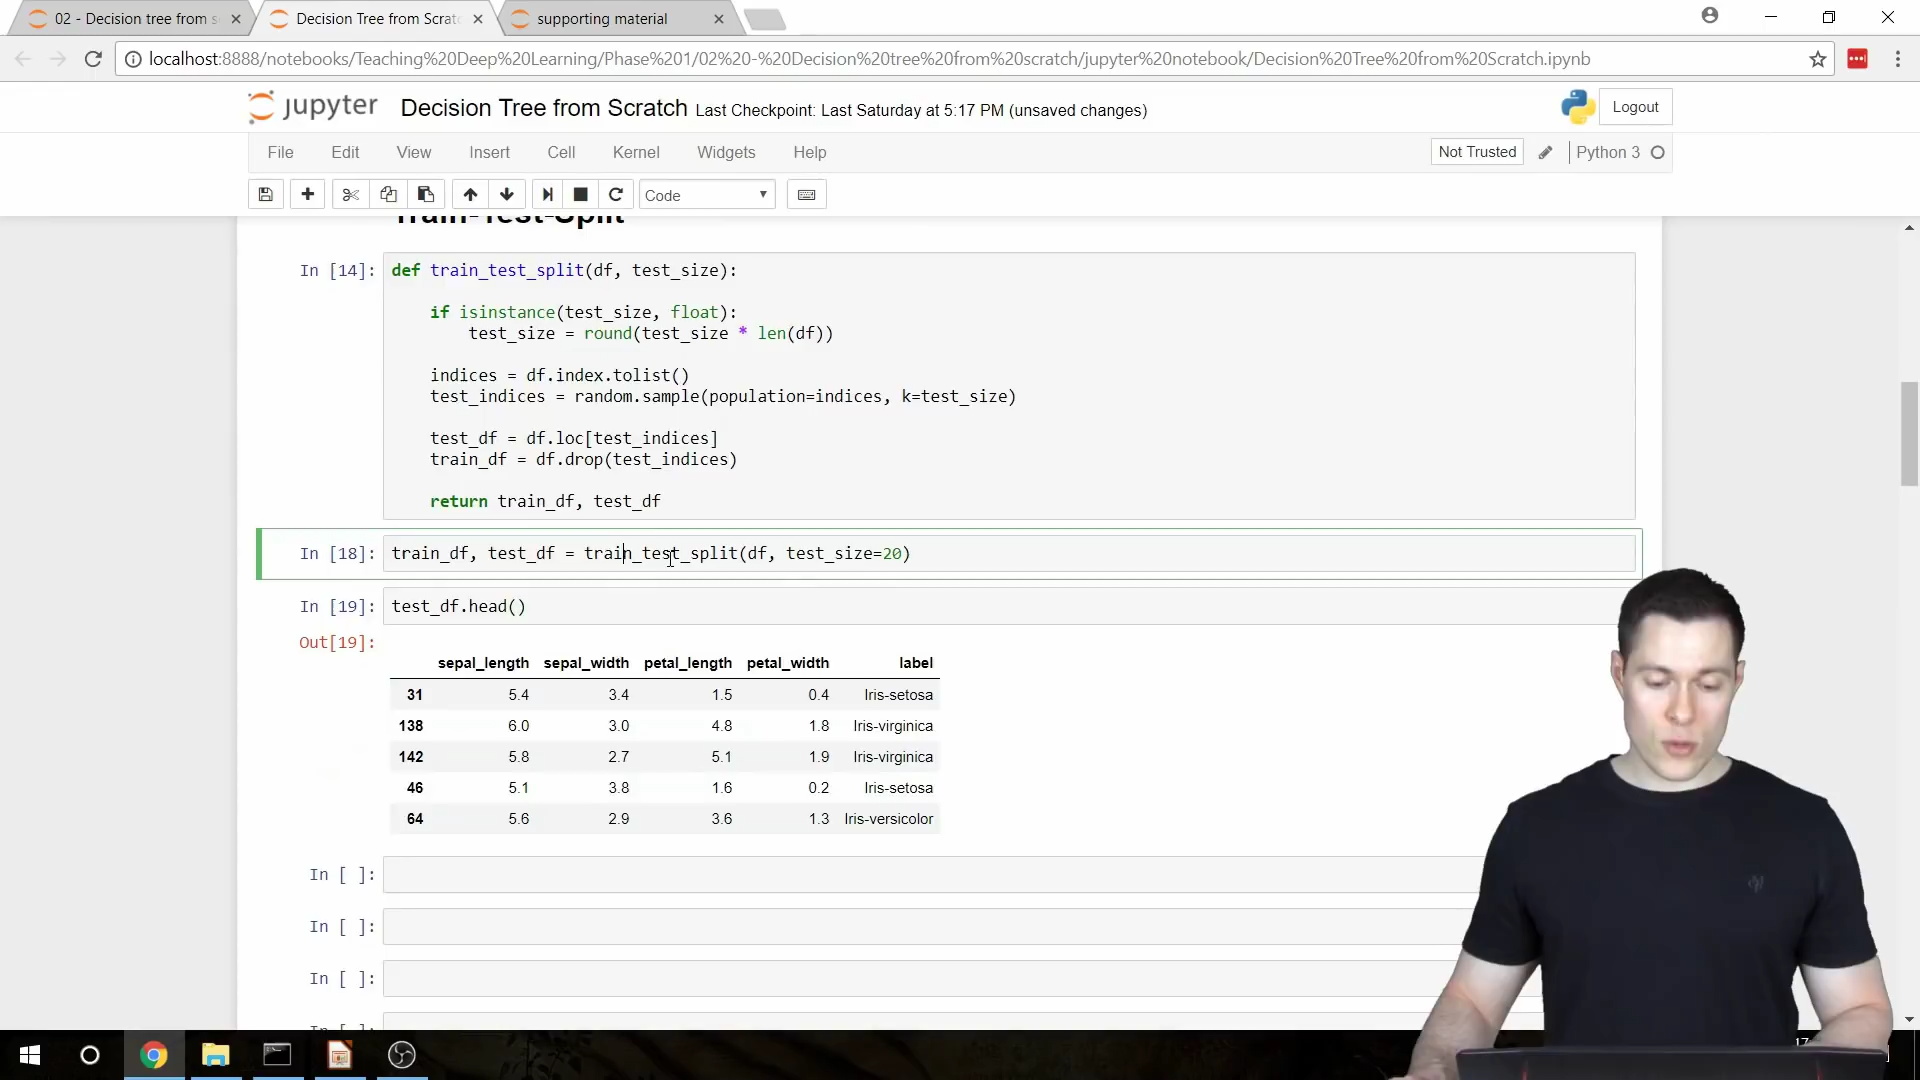 02 - Decision tree from s
Decision Tree from Scratc
supporting material
localhost:8888/notebooks/Teaching%20Deep%20Learning/Phase%201/02%20-%20Decision%20tree%20from%20scratch/jupyter%20notebook/Decision%20Tree%20from%20Scratch.ipynb
jupyter Decision Tree from Scratch Last Checkpoint: Last Saturday at 5:17 PM (unsaved changes)
Logout
File Edit View Insert Cell Kernel Widgets Help
Not Trusted
Python 3
Code
Train-Test-Split
In [14]: def train_test_split(df, test_size):
if isinstance(test_size, float):
test_size = round(test_size * len(df))
indices = df.index.tolist()
test_indices = random.sample(population=indices, k=test_size)
test_df = df.loc[test_indices]
train_df = df.drop(test_indices)
return train_df, test_df
In [18]: train_df, test_df = train_test_split(df, test_size=20)
In [19]: test_df.head()
Out[19]:
sepal_length sepal_width petal_length petal_width label
31 5.4 3.4 1.5 0.4 Iris-setosa
138 6.0 3.0 4.8 1.8 Iris-virginica
142 5.8 2.7 5.1 1.9 Iris-virginica
46 5.1 3.8 1.6 0.2 Iris-setosa
64 5.6 2.9 3.6 1.3 Iris-versicolor
In [ ]:
In [ ]:
In [ ]: